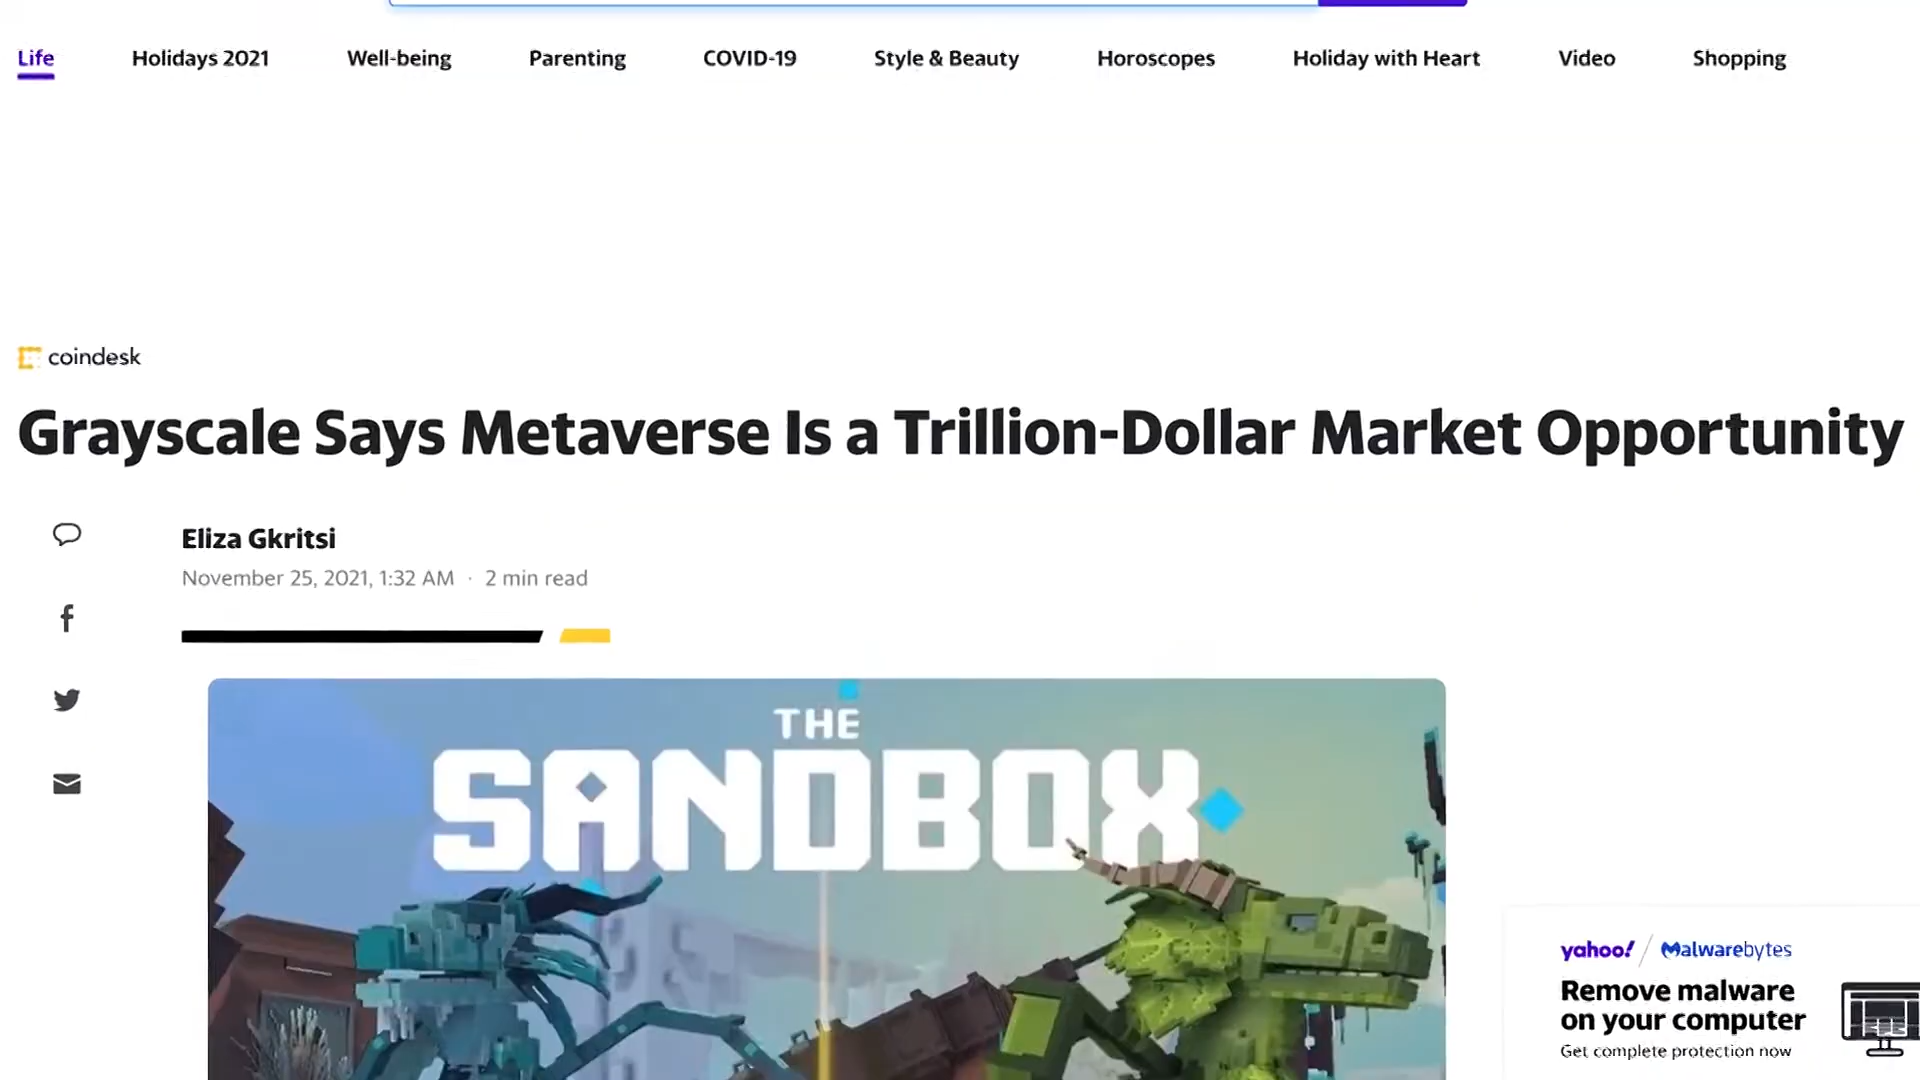 Life Holidays 2021 Well-being Parenting COVID-19 Style & Beauty Horoscopes Holiday with Heart Video Shopping
coindesk
Grayscale Says Metaverse Is a Trillion-Dollar Market Opportunity
Eliza Gkritsi
November 25, 2021, 1:32 AM · 2 min read
THE
SANDBOX
yahoo! / Malwarebytes
Remove malware
on your computer
Get complete protection now